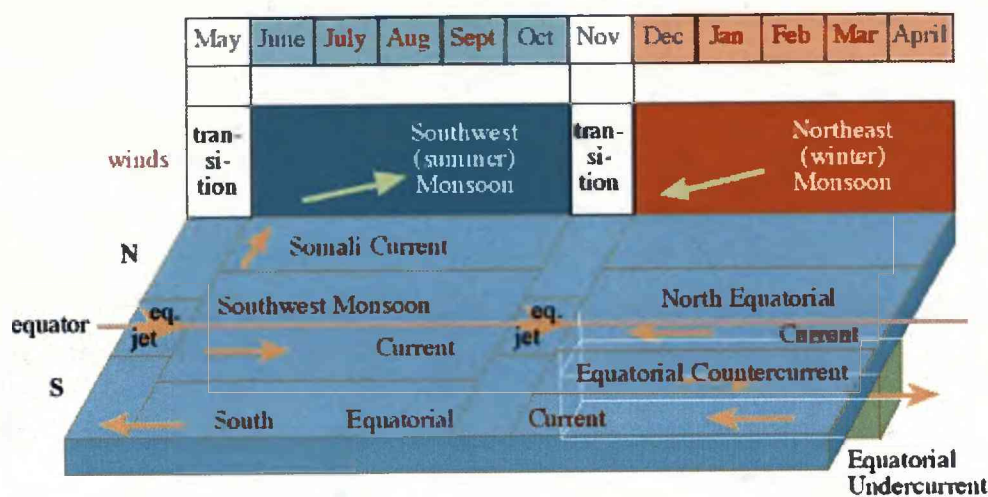 May June July Aug Sept Oct Nov Dec Jan Feb Mar April
winds
tran-
si-
tion
Southwest
(summer)
Monsoon
tran-
si-
tion
Northeast
(winter)
Monsoon
N
Somali Current
equator
eq.
jet
Southwest Monsoon
Current
eq.
jet
North Equatorial
Current
S
Equatorial Countercurrent
South Equatorial Current
Equatorial
Undercurrent